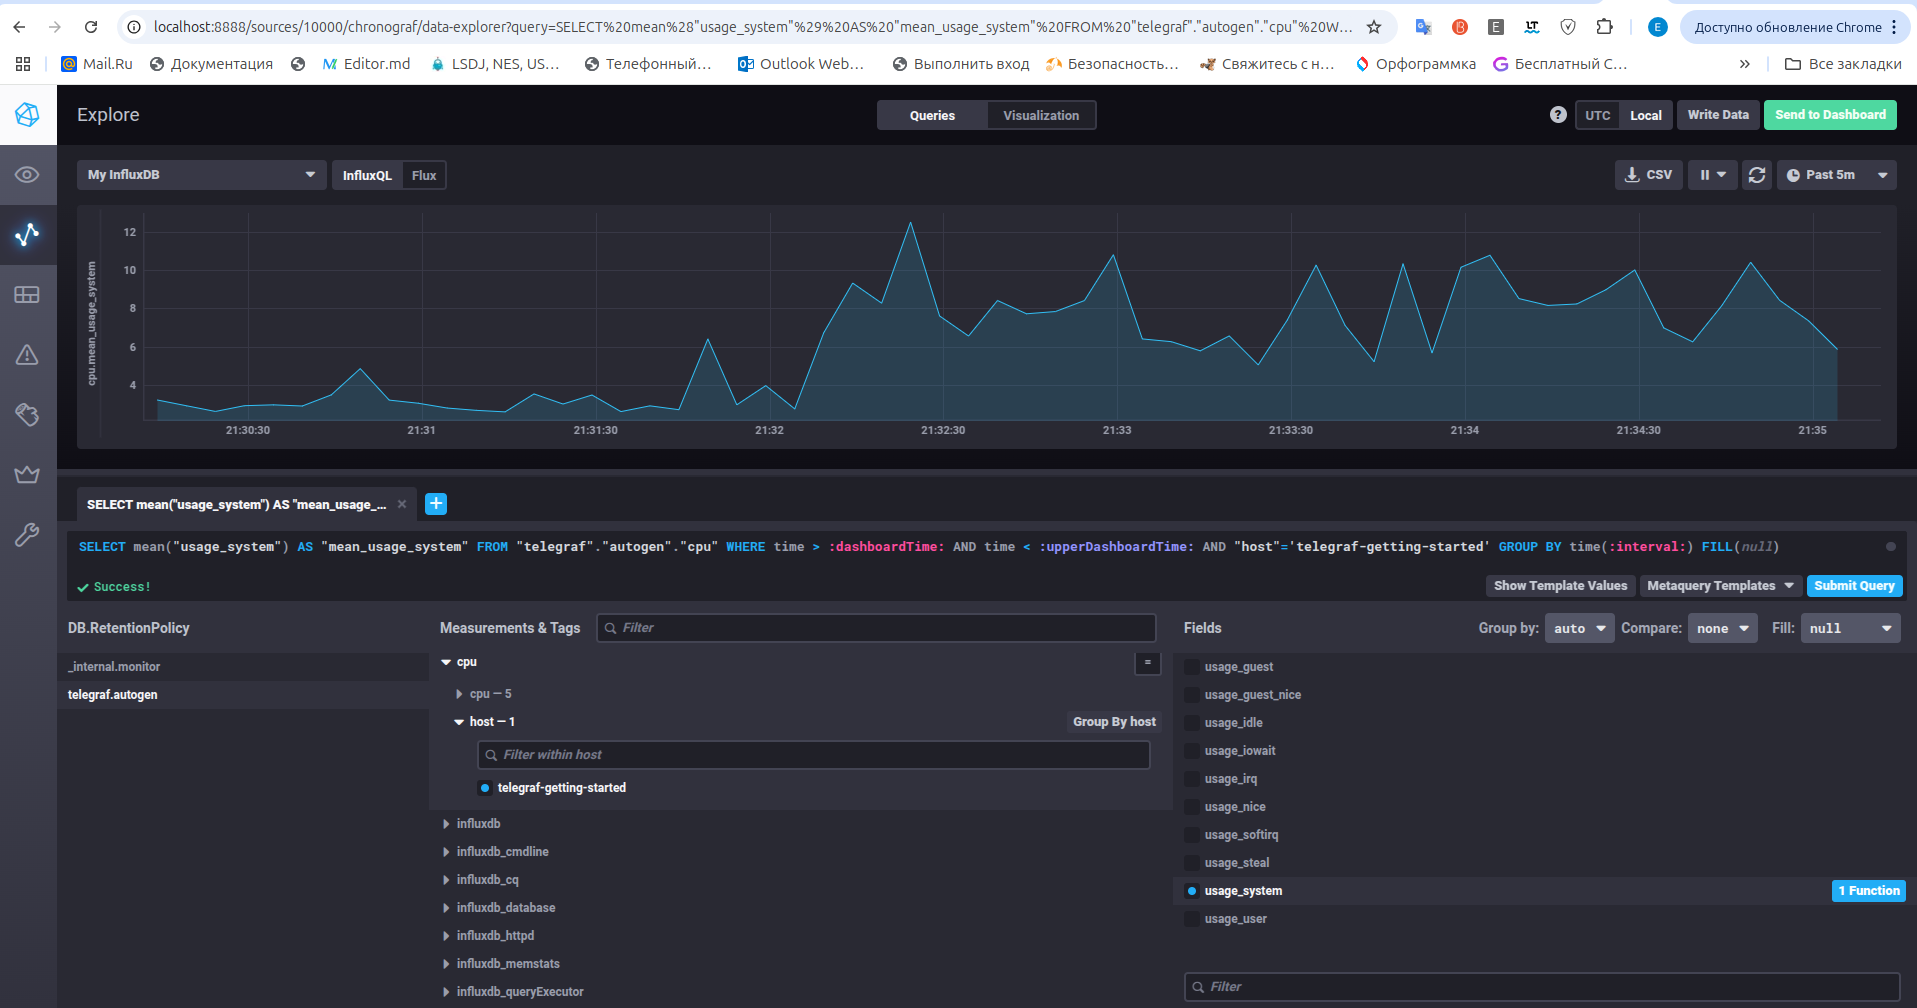 localhost:8888/sources/10000/chronograf/data-explorer?query=SELECT%20mean%28"usage_system"%29%20AS%20"mean_usage_system"%20FROM%20"telegraf"."autogen"."cpu"%20W...
Доступно обновление Chrome
Mail.Ru
Документация
Editor.md
LSDJ, NES, US...
Телефонный...
Outlook Web...
Выполнить вход
Безопасность...
Свяжитесь с н...
Орфограммка
Бесплатный С...
Все закладки
Explore
Queries Visualization
? UTC Local Write Data Send to Dashboard
My InfluxDB InfluxQL Flux CSV Past 5m
cpu.mean_usage_system
12
10
8
6
4
21:30:30 21:31 21:31:30 21:32 21:32:30 21:33 21:33:30 21:34 21:34:30 21:35
SELECT mean("usage_system") AS "mean_usage_...
SELECT mean("usage_system") AS "mean_usage_system" FROM "telegraf"."autogen"."cpu" WHERE time > :dashboardTime: AND time < :upperDashboardTime: AND "host"='telegraf-getting-started' GROUP BY time(:interval:) FILL(null)
Success!
Show Template Values Metaquery Templates Submit Query
DB.RetentionPolicy
_internal.monitor
telegraf.autogen
Measurements & Tags Filter
cpu
cpu — 5
host — 1 Group By host
Filter within host
telegraf-getting-started
influxdb
influxdb_cmdline
influxdb_cq
influxdb_database
influxdb_httpd
influxdb_memstats
influxdb_queryExecutor
Fields Group by: auto Compare: none Fill: null
usage_guest
usage_guest_nice
usage_idle
usage_iowait
usage_irq
usage_nice
usage_softirq
usage_steal
usage_system 1 Function
usage_user
Filter